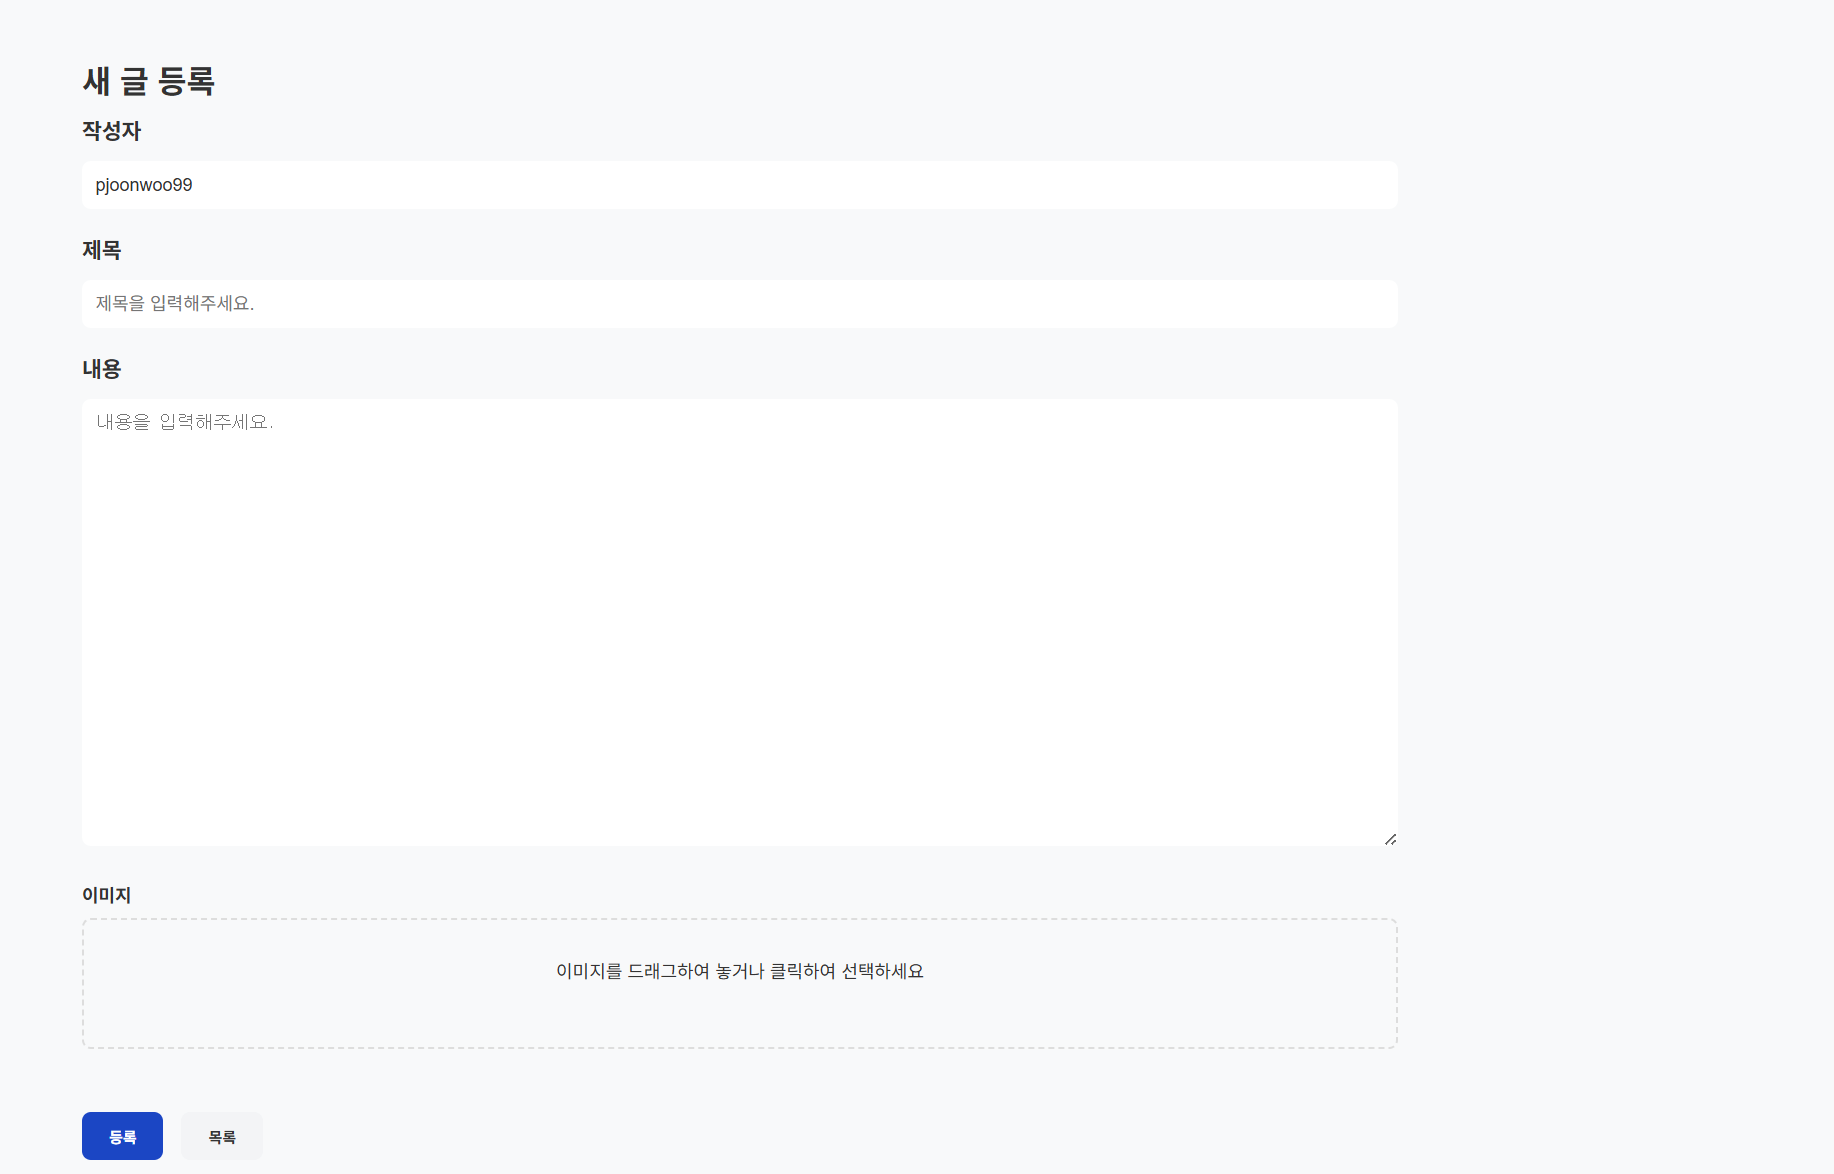 새 글 등록
작성자
pjoonwoo99
제목
제목을 입력해주세요.
내용
내용을 입력해주세요.
이미지
이미지를 드래그하여 놓거나 클릭하여 선택하세요
등록 목록